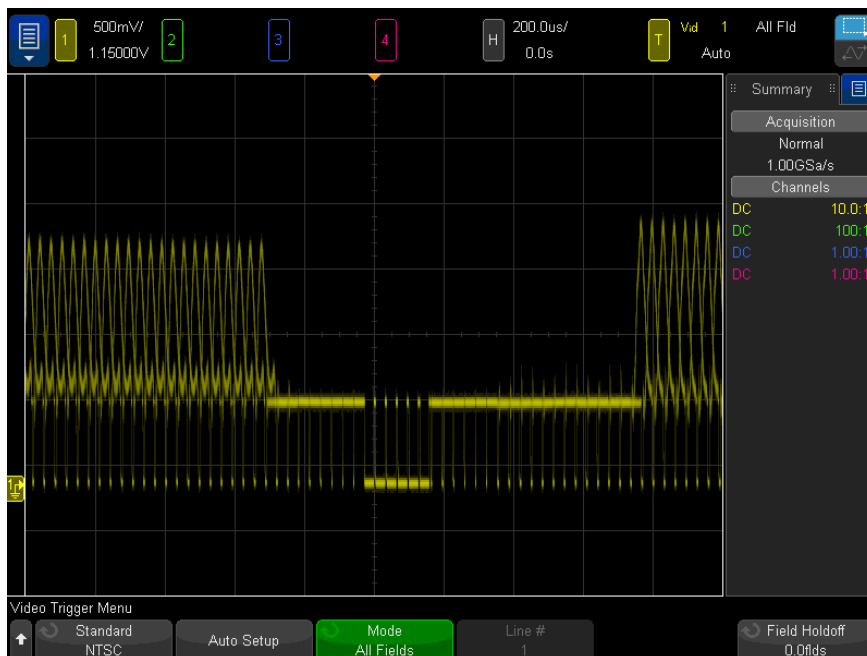 1 500mV/ 2 3 4 H 200.0us/ T Vid 1 All Fld
1.15000V 0.0s Auto
Summary
Acquisition
Normal
1.00GSa/s
Channels
DC 10.0:1
DC 100:1
DC 1.00:1
DC 1.00:1
Video Trigger Menu
Standard Mode Line # Field Holdoff
NTSC Auto Setup All Fields 1 0.0flds